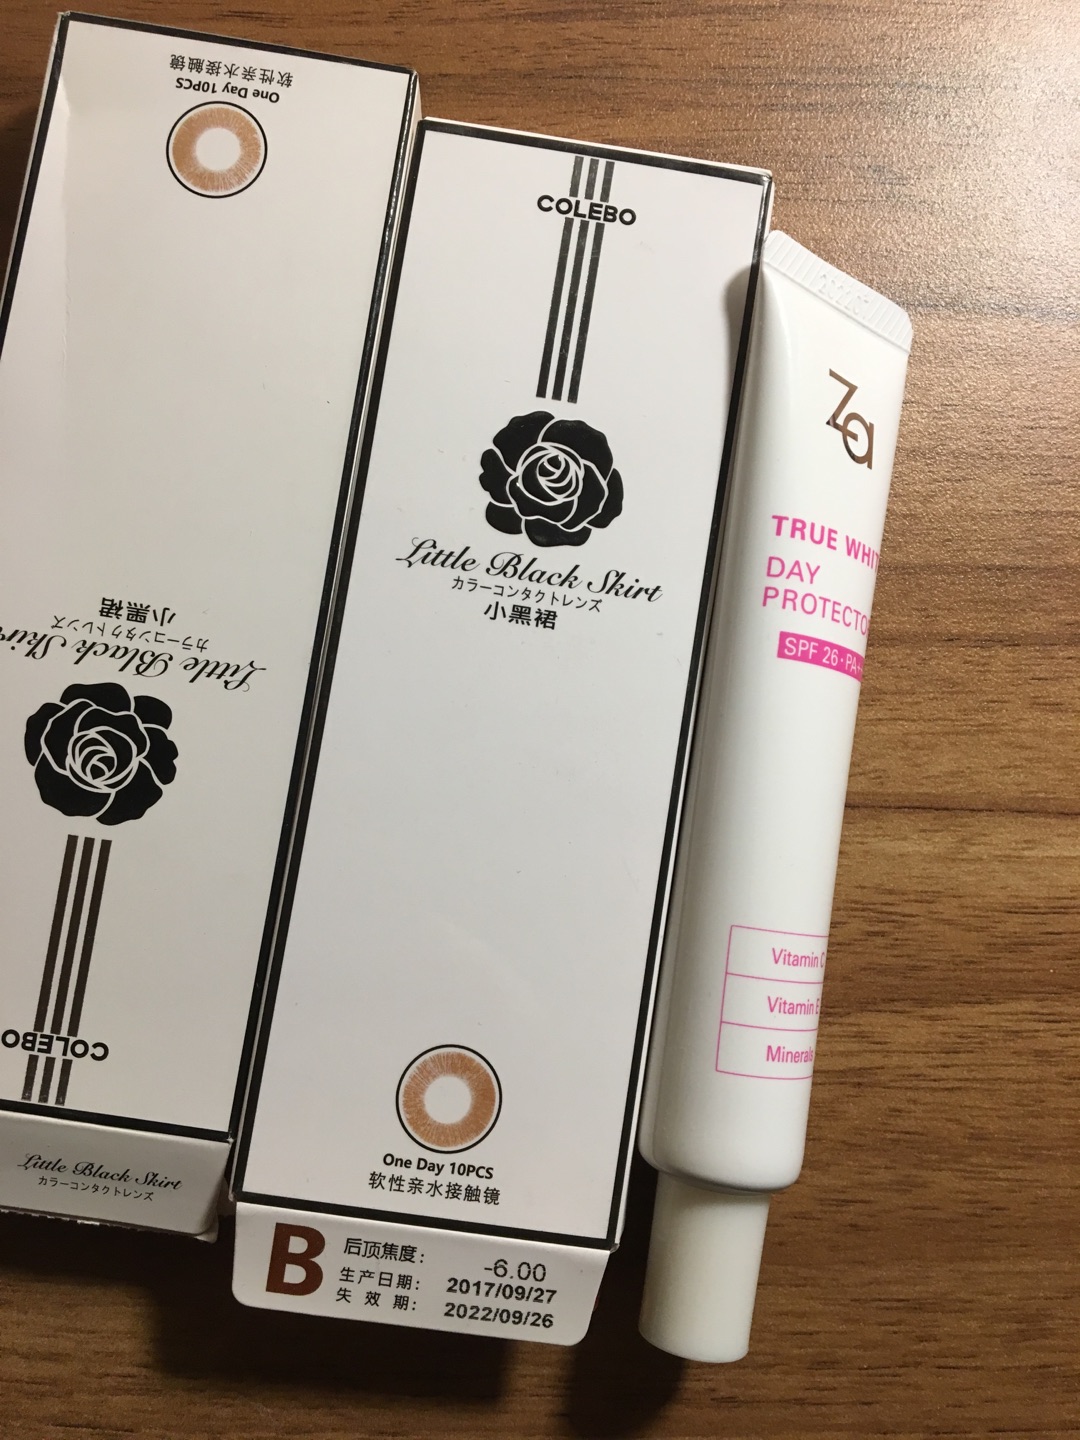 软性亲水接触镜
One Day 10PCS
小黑裙
カラーコンタクトレンズ
Little Black Skirt
COLEBO
Little Black Skirt
カラーコンタクトレンズ
COLEBO
Little Black Skirt
カラーコンタクトレンズ
小黑裙
One Day 10PCS
软性亲水接触镜
B
后顶焦度: -6.00
生产日期: 2017/09/27
失效期: 2022/09/26
Za
TRUE WHIT
DAY
PROTECTO
SPF 26·PA+
Vitamin C
Vitamin E
Minerals